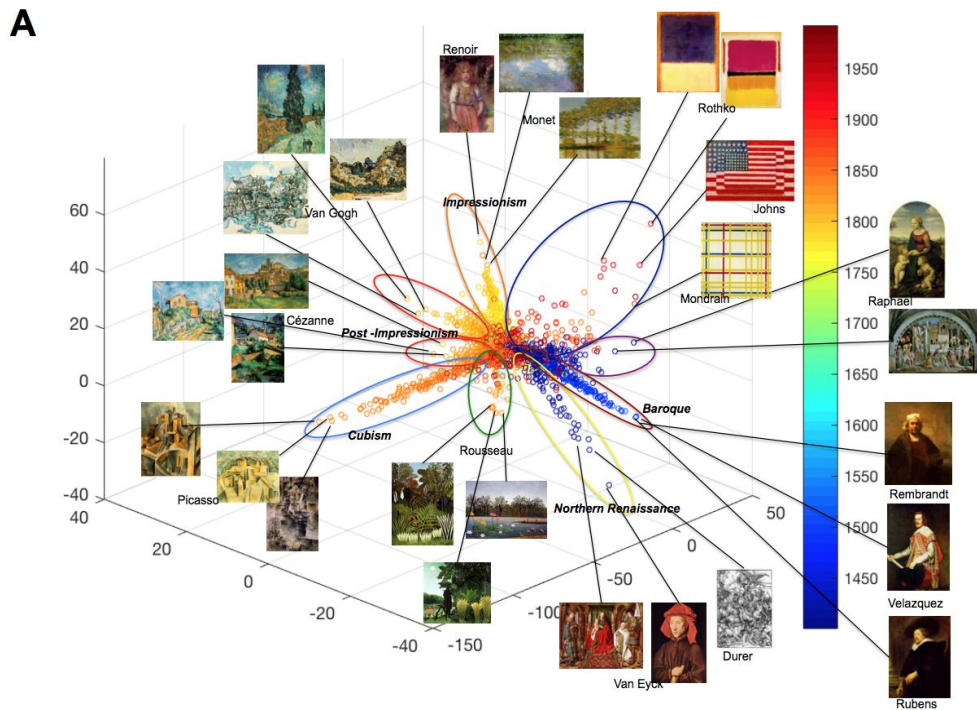 A
Renoir
Monet
Rothko
Van Gogh
Impressionism
Johns
Mondrain
Raphael
Cézanne
Post -Impressionism
Baroque
Cubism
Rousseau
Picasso
Northern Renaissance
Rembrandt
Velazquez
Durer
Van Eyck
Rubens
60
40
20
0
-20
-40
40
20
0
-20
-40
-150
-100
-50
0
50
1950
1900
1850
1800
1750
1700
1650
1600
1550
1500
1450